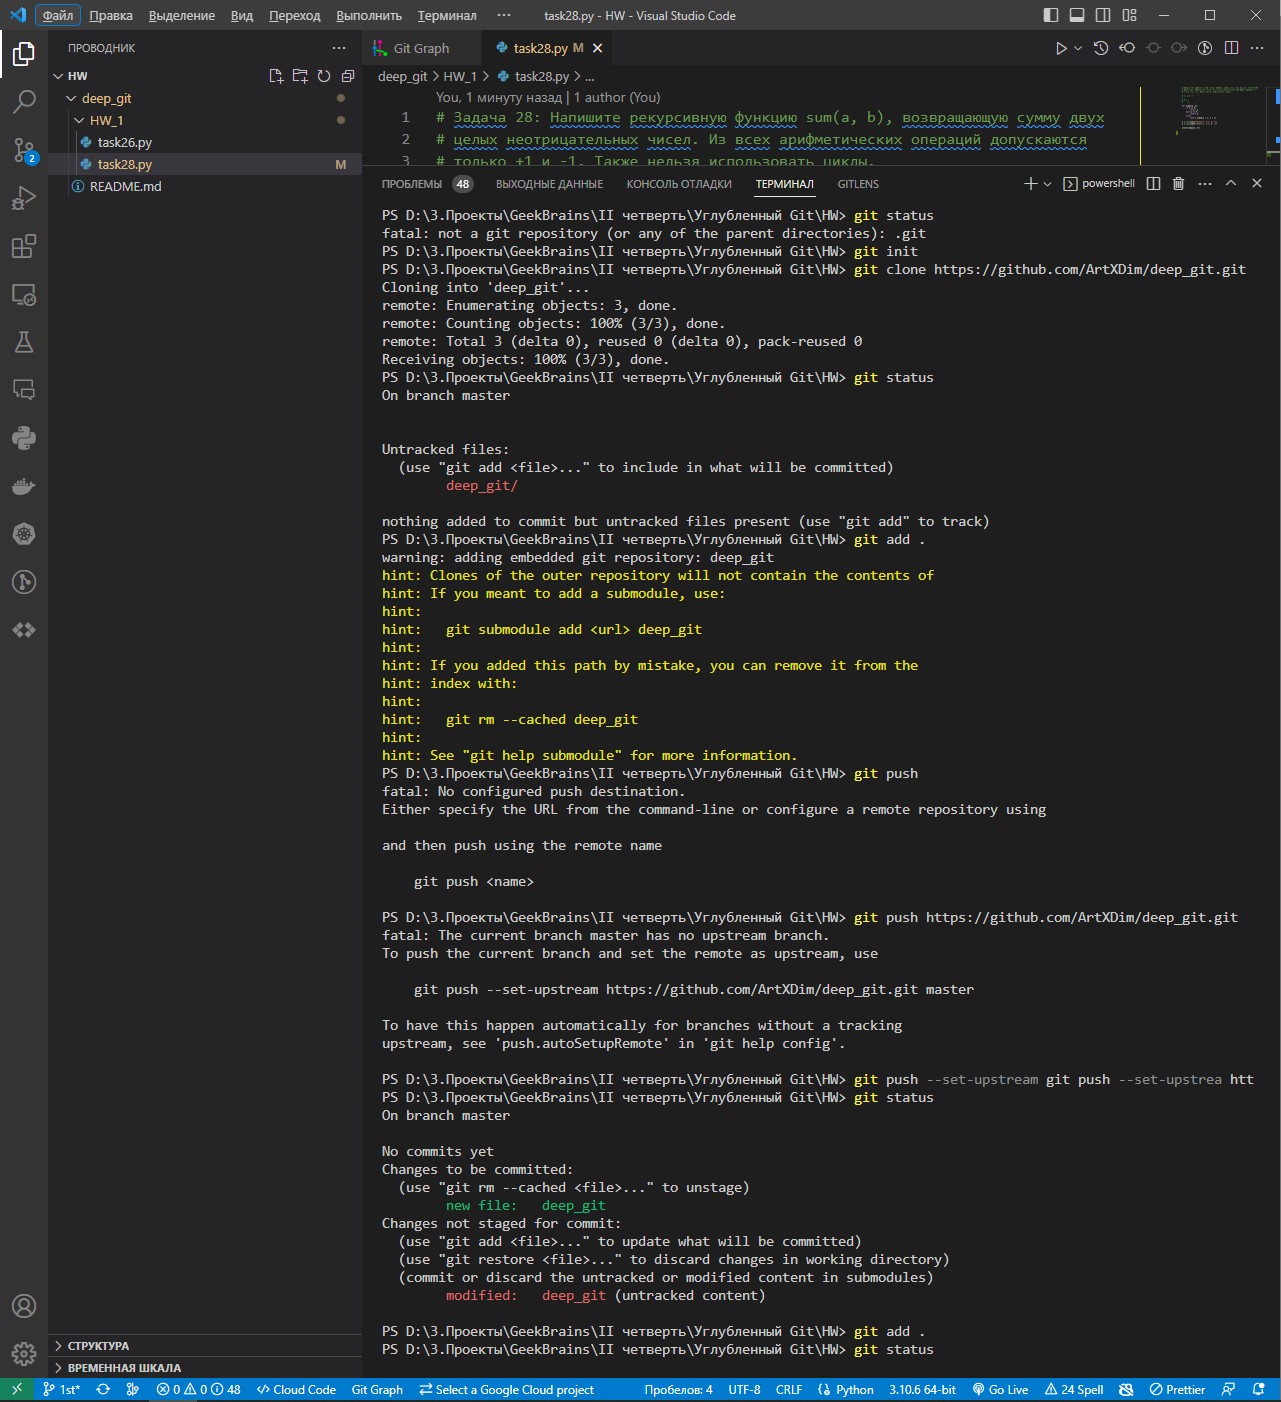 Файл Правка Выделение Вид Переход Выполнить Терминал ··· task28.py - HW - Visual Studio Code
ПРОВОДНИК ···
HW
deep_git
HW_1
task26.py
task28.py M
README.md
2
СТРУКТУРА
ВРЕМЕННАЯ ШКАЛА
Git Graph task28.py M
deep_git > HW_1 > task28.py > ...
You, 1 минуту назад | 1 author (You)
1 # Задача 28: Напишите рекурсивную функцию sum(a, b), возвращающую сумму двух
2 # целых неотрицательных чисел. Из всех арифметических операций допускаются
3 # только +1 и -1. Также нельзя использовать циклы.
ПРОБЛЕМЫ 48 ВЫХОДНЫЕ ДАННЫЕ КОНСОЛЬ ОТЛАДКИ ТЕРМИНАЛ GITLENS powershell
PS D:\3.Проекты\GeekBrains\II четверть\Углубленный Git\HW> git status
fatal: not a git repository (or any of the parent directories): .git
PS D:\3.Проекты\GeekBrains\II четверть\Углубленный Git\HW> git init
PS D:\3.Проекты\GeekBrains\II четверть\Углубленный Git\HW> git clone https://github.com/ArtXDim/deep_git.git
Cloning into 'deep_git'...
remote: Enumerating objects: 3, done.
remote: Counting objects: 100% (3/3), done.
remote: Total 3 (delta 0), reused 0 (delta 0), pack-reused 0
Receiving objects: 100% (3/3), done.
PS D:\3.Проекты\GeekBrains\II четверть\Углубленный Git\HW> git status
On branch master
Untracked files:
(use "git add <file>..." to include in what will be committed)
deep_git/
nothing added to commit but untracked files present (use "git add" to track)
PS D:\3.Проекты\GeekBrains\II четверть\Углубленный Git\HW> git add .
warning: adding embedded git repository: deep_git
hint: Clones of the outer repository will not contain the contents of
hint: If you meant to add a submodule, use:
hint:
hint: git submodule add <url> deep_git
hint:
hint: If you added this path by mistake, you can remove it from the
hint: index with:
hint:
hint: git rm --cached deep_git
hint:
hint: See "git help submodule" for more information.
PS D:\3.Проекты\GeekBrains\II четверть\Углубленный Git\HW> git push
fatal: No configured push destination.
Either specify the URL from the command-line or configure a remote repository using
and then push using the remote name
git push <name>
PS D:\3.Проекты\GeekBrains\II четверть\Углубленный Git\HW> git push https://github.com/ArtXDim/deep_git.git
fatal: The current branch master has no upstream branch.
To push the current branch and set the remote as upstream, use
git push --set-upstream https://github.com/ArtXDim/deep_git.git master
To have this happen automatically for branches without a tracking
upstream, see 'push.autoSetupRemote' in 'git help config'.
PS D:\3.Проекты\GeekBrains\II четверть\Углубленный Git\HW> git push --set-upstream git push --set-upstrea htt
PS D:\3.Проекты\GeekBrains\II четверть\Углубленный Git\HW> git status
On branch master
No commits yet
Changes to be committed:
(use "git rm --cached <file>..." to unstage)
new file: deep_git
Changes not staged for commit:
(use "git add <file>..." to update what will be committed)
(use "git restore <file>..." to discard changes in working directory)
(commit or discard the untracked or modified content in submodules)
modified: deep_git (untracked content)
PS D:\3.Проекты\GeekBrains\II четверть\Углубленный Git\HW> git add .
PS D:\3.Проекты\GeekBrains\II четверть\Углубленный Git\HW> git status
1st* 0 0 48 Cloud Code Git Graph Select a Google Cloud project Пробелов: 4 UTF-8 CRLF Python 3.10.6 64-bit Go Live 24 Spell Prettier